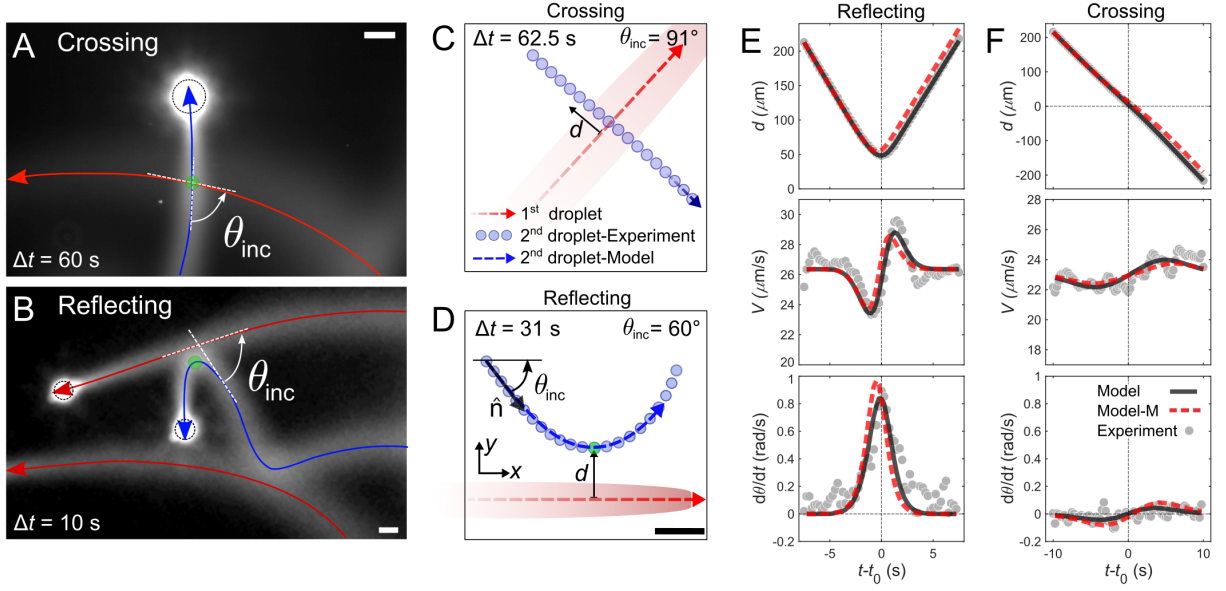 A
Crossing
θinc
Δt = 60 s
B
Reflecting
θinc
Δt = 10 s
Crossing
C
Δt = 62.5 s
θinc = 91°
d
1st droplet
2nd droplet-Experiment
2nd droplet-Model
Reflecting
D
Δt = 31 s
θinc = 60°
θinc
n̂
y
x
d
Reflecting
E
d (μm)
200
150
100
50
0
V (μm/s)
30
28
26
24
22
20
dθ/dt (rad/s)
1
0.8
0.6
0.4
0.2
0
-0.2
-5
0
5
t-t0 (s)
Crossing
F
d (μm)
200
100
0
-100
-200
V (μm/s)
28
26
24
22
20
18
dθ/dt (rad/s)
1
0.8
0.6
0.4
0.2
0
-0.2
Model
Model-M
Experiment
-10
0
10
t-t0 (s)